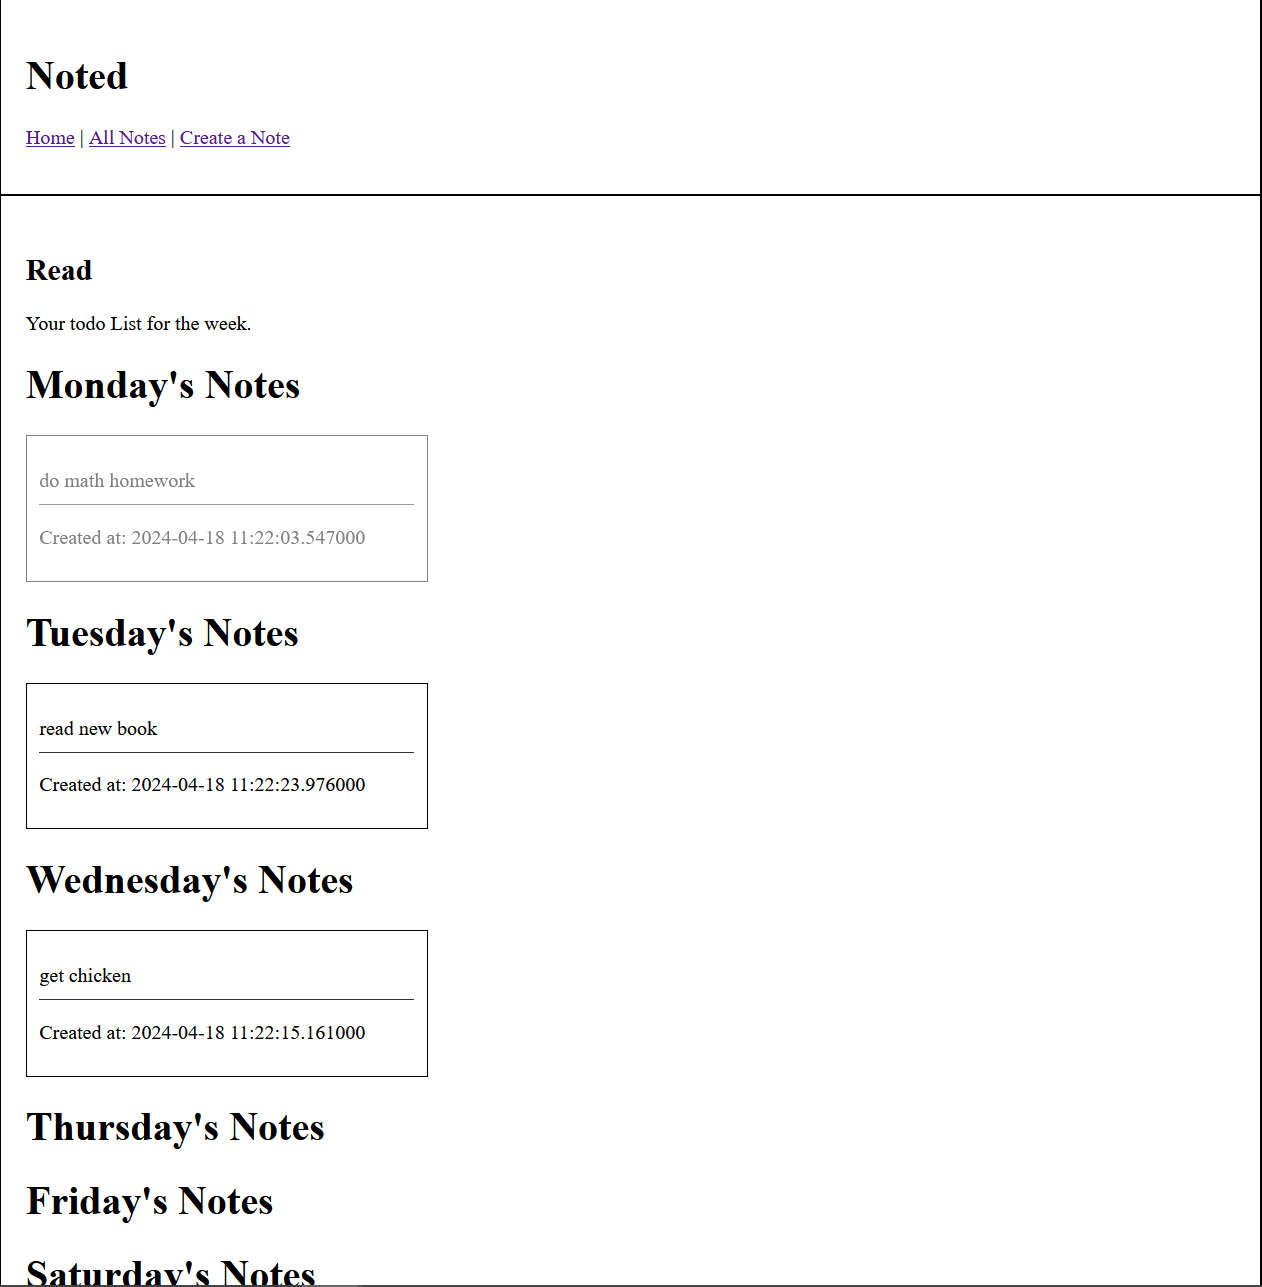 Noted
Home | All Notes | Create a Note
Read
Your todo List for the week.
Monday's Notes
do math homework
Created at: 2024-04-18 11:22:03.547000
Tuesday's Notes
read new book
Created at: 2024-04-18 11:22:23.976000
Wednesday's Notes
get chicken
Created at: 2024-04-18 11:22:15.161000
Thursday's Notes
Friday's Notes
Saturday's Notes